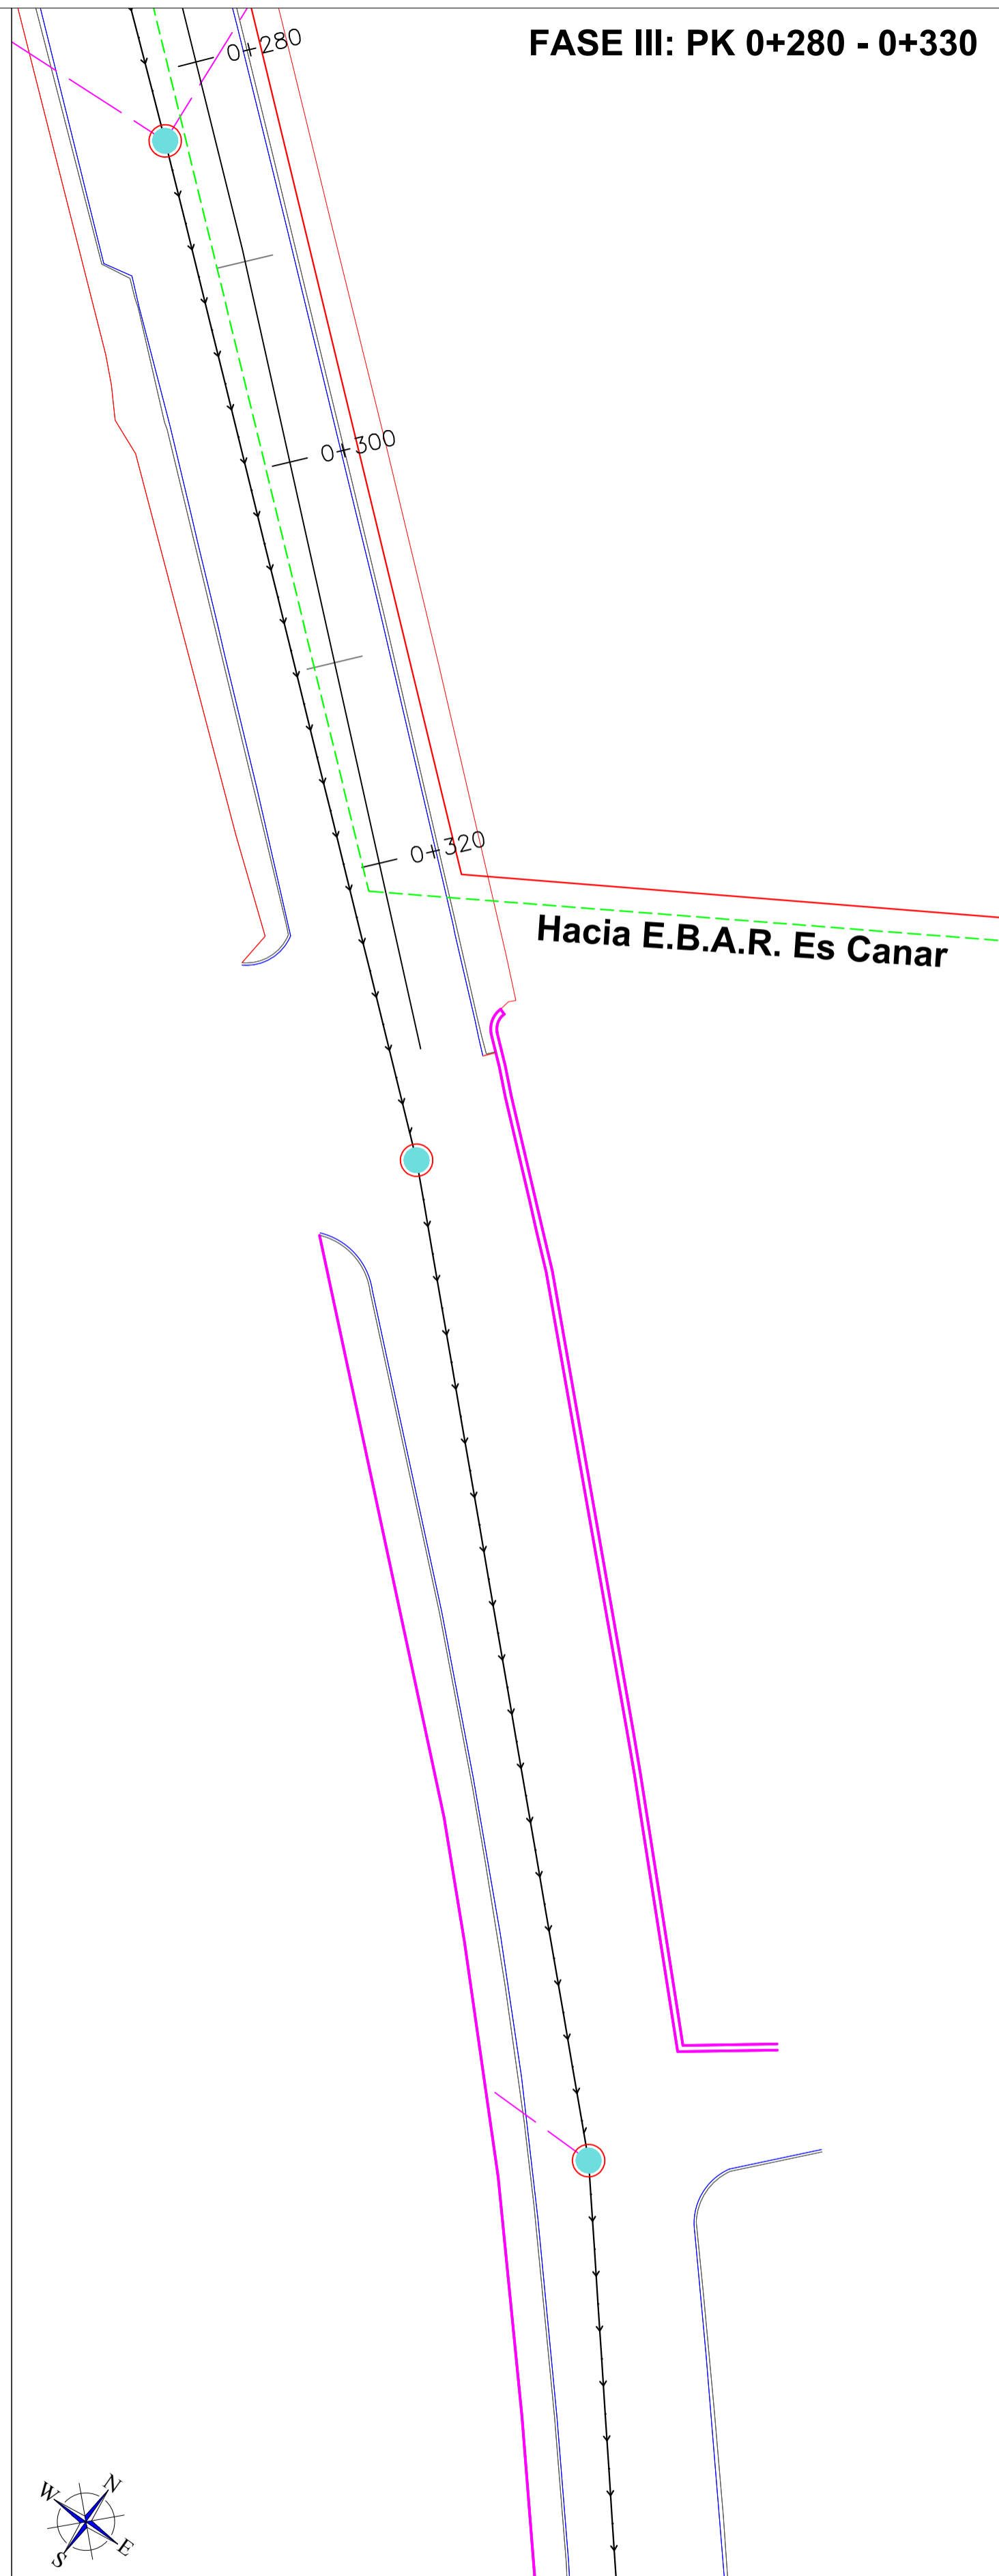 FASE III: PK 0+280 - 0+330
0+280
0+300
0+320
Hacia E.B.A.R. Es Canar
N
W
E
S